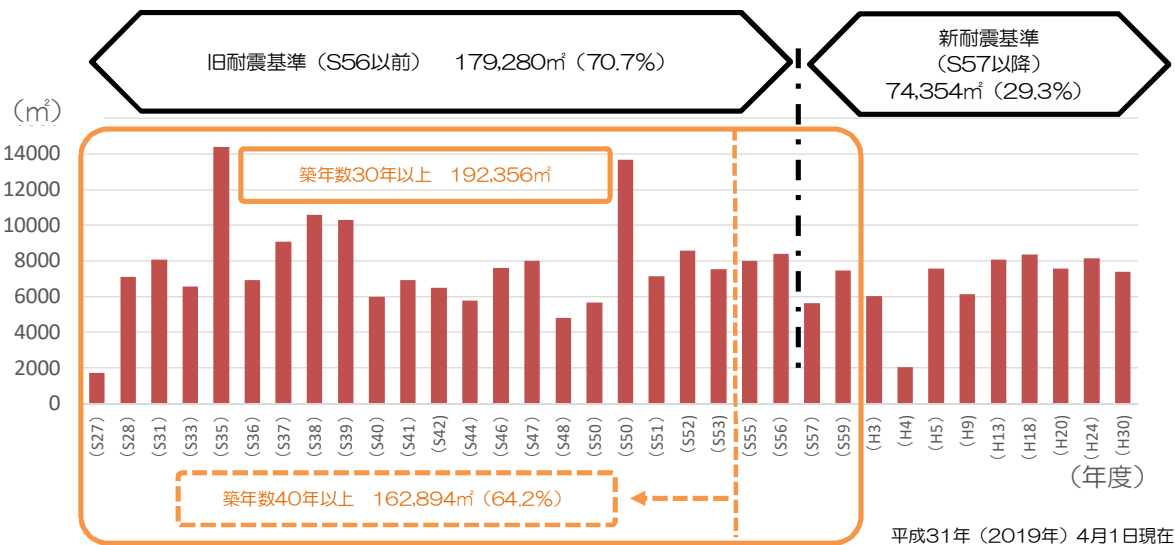 旧耐震基準(S56以前) 179,280㎡(70.7%)
新耐震基準
(S57以降)
74,354㎡(29.3%)
(㎡)
築年数30年以上 192,356㎡
14000
12000
10000
8000
6000
4000
2000
0
(S27)
(S28)
(S31)
(S33)
(S35)
(S36)
(S37)
(S38)
(S39)
(S40)
(S41)
(S42)
(S44)
(S46)
(S47)
(S48)
(S50)
(S50)
(S51)
(S52)
(S53)
(S55)
(S56)
(S57)
(S59)
(H3)
(H4)
(H5)
(H9)
(H13)
(H18)
(H20)
(H24)
(H30)
(年度)
築年数40年以上 162,894㎡(64.2%)
平成31年(2019年)4月1日現在